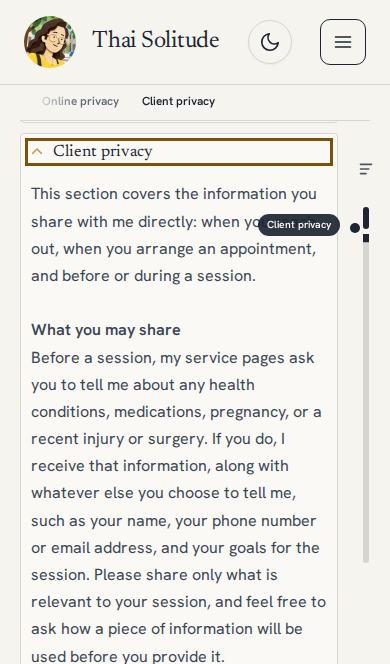 Thai Solitude
Online privacy
Client privacy
Client privacy
This section covers the information you
share with me directly: when
Client privacy
out, when you arrange an appointment,
and before or during a session.
What you may share
Before a session, my service pages ask
you to tell me about any health
conditions, medications, pregnancy, or a
recent injury or surgery. If you do, I
receive that information, along with
whatever else you choose to tell me,
such as your name, your phone number
or email address, and your goals for the
session. Please share only what is
relevant to your session, and feel free to
ask how a piece of information will be
used before you provide it.